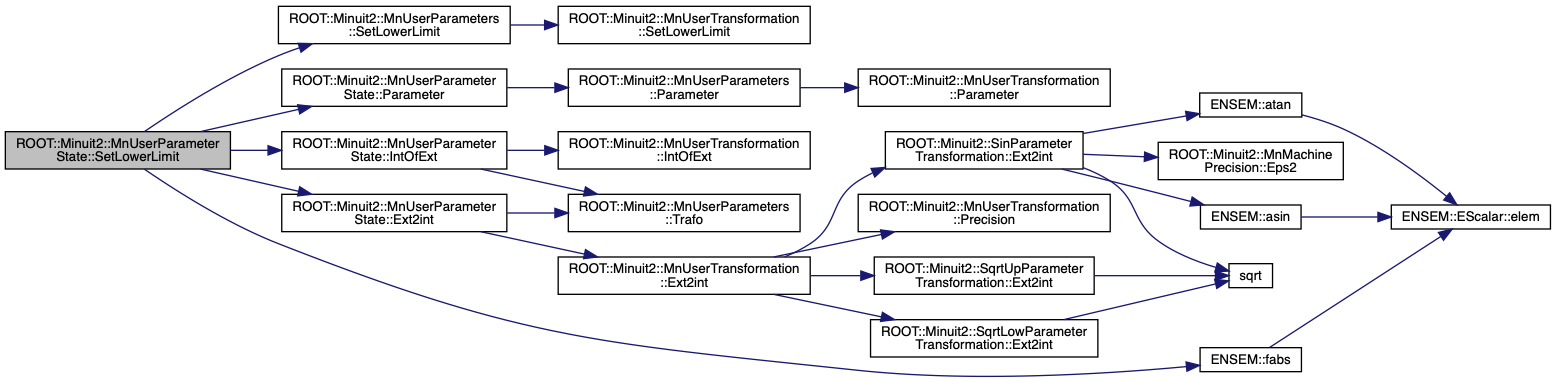 ROOT::Minuit2::MnUserParameter
State::SetLowerLimit
ROOT::Minuit2::MnUserParameters
::SetLowerLimit
ROOT::Minuit2::MnUserTransformation
::SetLowerLimit
ROOT::Minuit2::MnUserParameter
State::Parameter
ROOT::Minuit2::MnUserParameters
::Parameter
ROOT::Minuit2::MnUserTransformation
::Parameter
ROOT::Minuit2::MnUserParameter
State::IntOfExt
ROOT::Minuit2::MnUserTransformation
::IntOfExt
ROOT::Minuit2::MnUserParameter
State::Ext2int
ROOT::Minuit2::MnUserParameters
::Trafo
ROOT::Minuit2::MnUserTransformation
::Ext2int
ROOT::Minuit2::SinParameter
Transformation::Ext2int
ROOT::Minuit2::MnUserTransformation
::Precision
ROOT::Minuit2::SqrtUpParameter
Transformation::Ext2int
ROOT::Minuit2::SqrtLowParameter
Transformation::Ext2int
ENSEM::atan
ROOT::Minuit2::MnMachine
Precision::Eps2
ENSEM::asin
sqrt
ENSEM::fabs
ENSEM::EScalar::elem